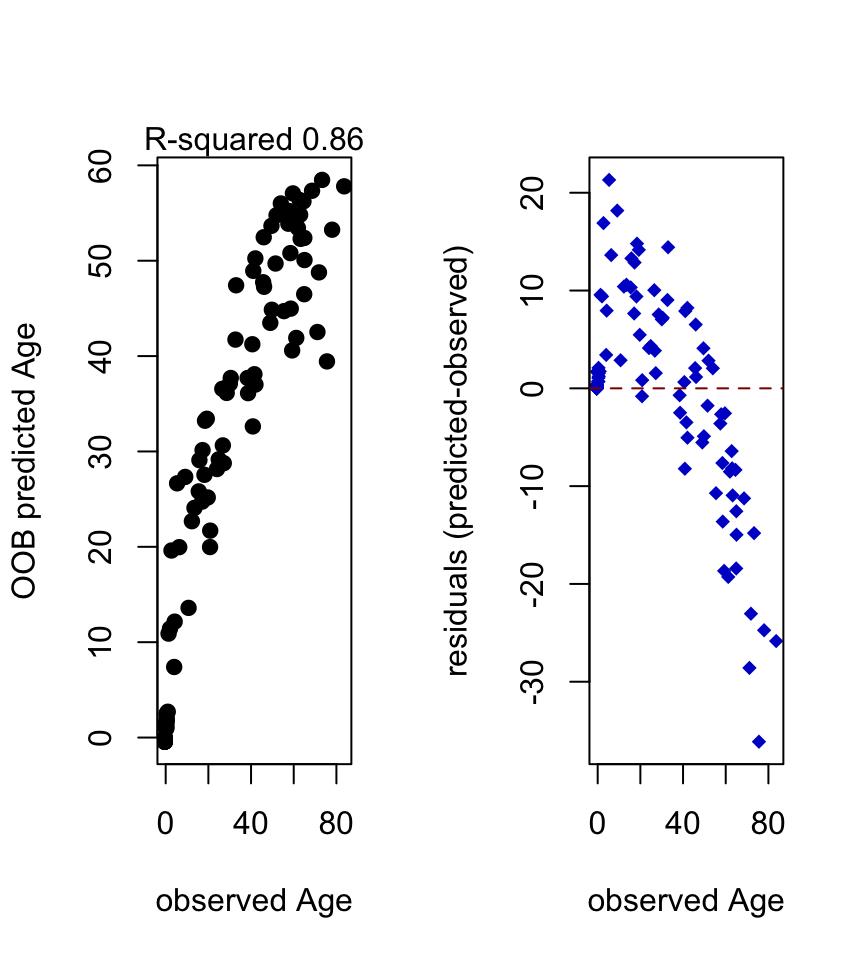 R-squared 0.86
OOB predicted Age
60
50
40
30
20
10
0
0 40 80
observed Age
residuals (predicted-observed)
20
10
0
-10
-20
-30
0 40 80
observed Age